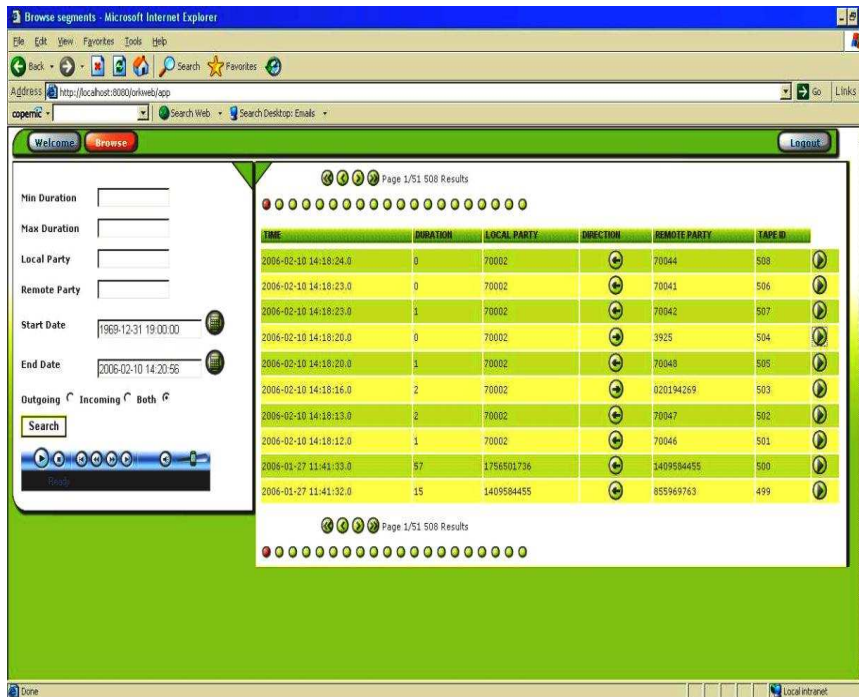 Browse segments - Microsoft Internet Explorer
File Edit View Favorites Tools Help
Back Search Favorites
Address http://localhost:8080/orkweb/app Go Links
copernic Search Web Search Desktop: Emails
Welcome Browse Logout
Min Duration
Max Duration
Local Party
Remote Party
Start Date 1969-12-31 19:00:00
End Date 2006-02-10 14:20:56
Outgoing Incoming Both
Search
Ready
Page 1/51 508 Results
TIME DURATION LOCAL PARTY DIRECTION REMOTE PARTY TAPE ID
2006-02-10 14:18:24.0 0 70002 70044 508
2006-02-10 14:18:23.0 0 70002 70041 506
2006-02-10 14:18:23.0 1 70002 70042 507
2006-02-10 14:18:20.0 0 70002 3925 504
2006-02-10 14:18:20.0 1 70002 70048 505
2006-02-10 14:18:16.0 2 70002 020194269 503
2006-02-10 14:18:13.0 2 70002 70047 502
2006-02-10 14:18:12.0 1 70002 70046 501
2006-01-27 11:41:33.0 57 1756501736 1409584455 500
2006-01-27 11:41:32.0 15 1409584455 855969763 499
Page 1/51 508 Results
Done Local intranet